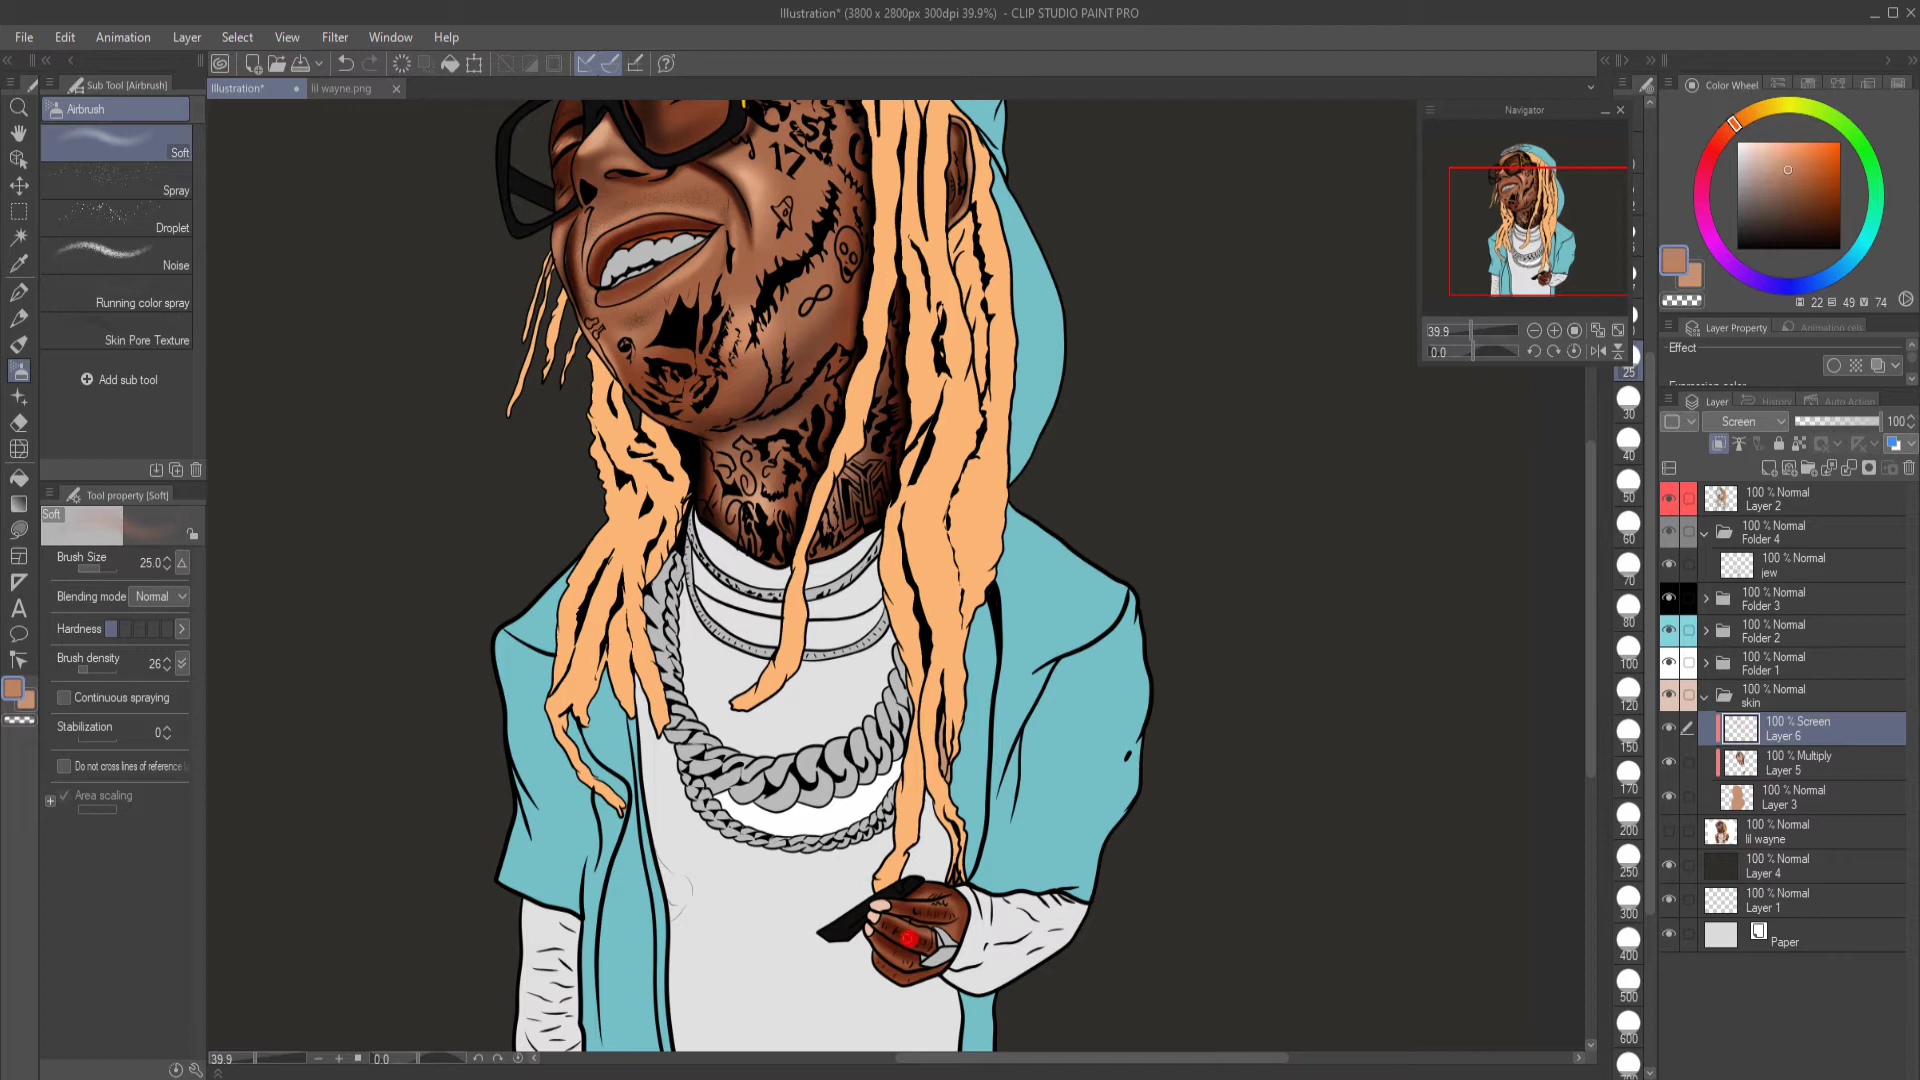 Illustration* (3800 x 2800px 300dpi 39.9%) - CLIP STUDIO PAINT PRO
File Edit Animation Layer Select View Filter Window Help
Sub Tool [Airbrush]
Airbrush
Soft
Spray
Droplet
Noise
Running color spray
Skin Pore Texture
Add sub tool
Tool property [Soft]
Soft
Brush Size 25.0
Blending mode Normal
Hardness
Brush density 26
Continuous spraying
Stabilization 0
Do not cross lines of reference
Area scaling
Illustration* lil wayne.png
17
39.9 0.0
Navigator
39.9
0.0
25
30
40
50
60
70
80
100
120
150
170
200
250
300
400
500
600
Color Wheel
22 49 74
Layer Property Animation cels
Effect
Expression color
Layer History Auto Action
Screen 100
100 % Normal
Layer 2
100 % Normal
Folder 4
100 % Normal
jew
100 % Normal
Folder 3
100 % Normal
Folder 2
100 % Normal
Folder 1
100 % Normal
skin
100 % Screen
Layer 6
100 % Multiply
Layer 5
100 % Normal
Layer 3
100 % Normal
lil wayne
100 % Normal
Layer 4
100 % Normal
Layer 1
Paper